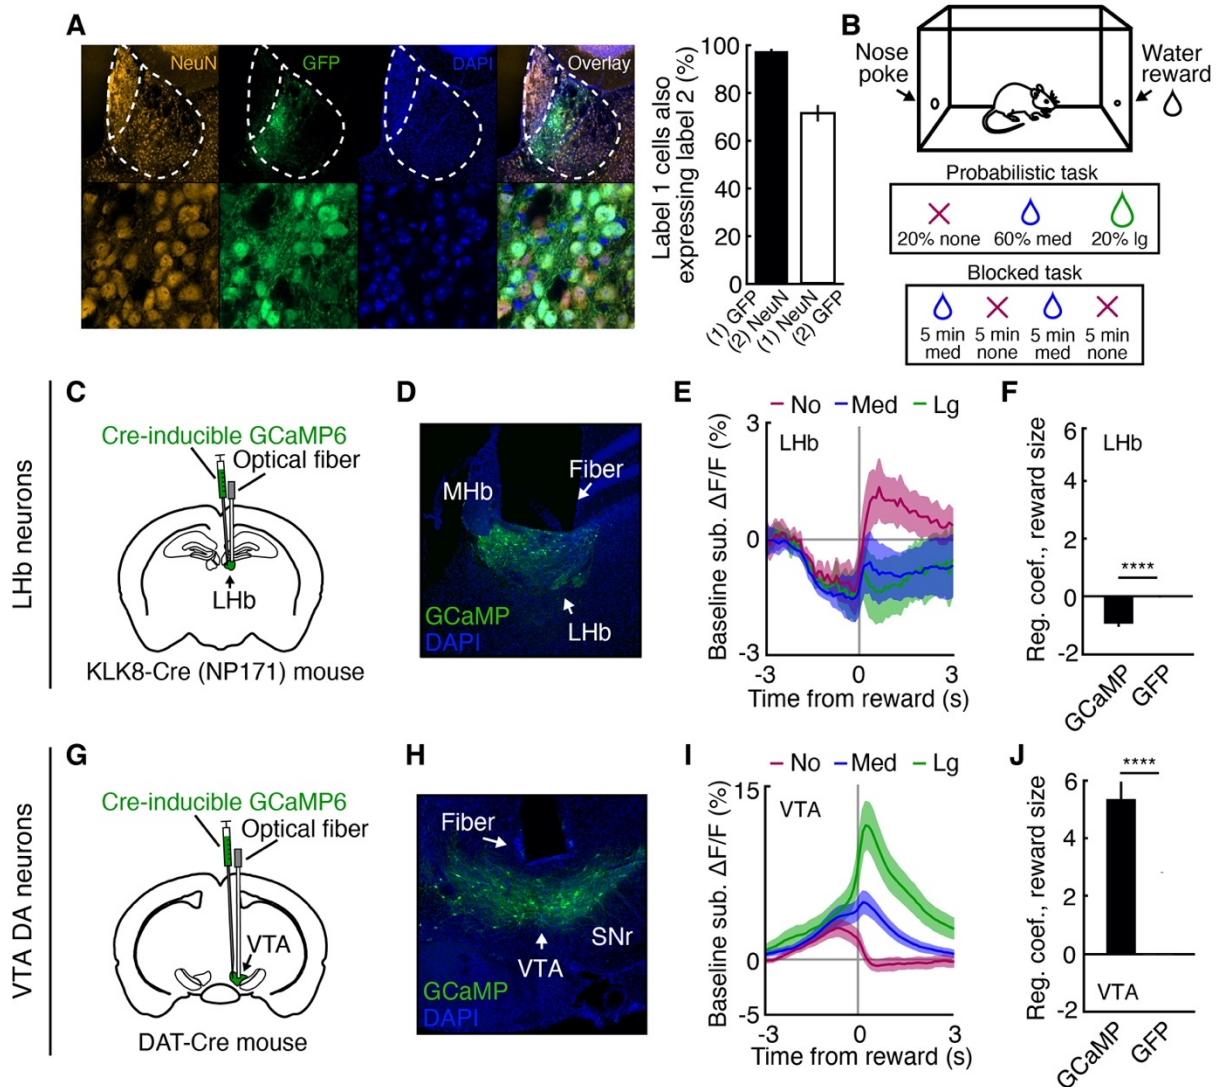 A
NeuN
GFP
DAPI
Overlay
Label 1 cells also
expressing label 2 (%)
100
80
60
40
20
0
(1) GFP
(2) NeuN
(1) NeuN
(2) GFP
B
Nose
poke
Water
reward
Probabilistic task
20% none
60% med
20% lg
Blocked task
5 min
med
5 min
none
5 min
med
5 min
none
LHb neurons
C
Cre-inducible GCaMP6
Optical fiber
LHb
KLK8-Cre (NP171) mouse
D
MHb
Fiber
GCaMP
DAPI
LHb
E
No
Med
Lg
LHb
Baseline sub. ΔF/F (%)
3
0
-3
-3
0
3
Time from reward (s)
F
LHb
Reg. coef., reward size
6
4
2
0
-2
****
GCaMP
GFP
VTA DA neurons
G
Cre-inducible GCaMP6
Optical fiber
VTA
DAT-Cre mouse
H
Fiber
SNr
VTA
GCaMP
DAPI
I
No
Med
Lg
VTA
Baseline sub. ΔF/F (%)
15
0
-5
-3
0
3
Time from reward (s)
J
****
Reg. coef., reward size
6
4
2
0
-2
VTA
GCaMP
GFP